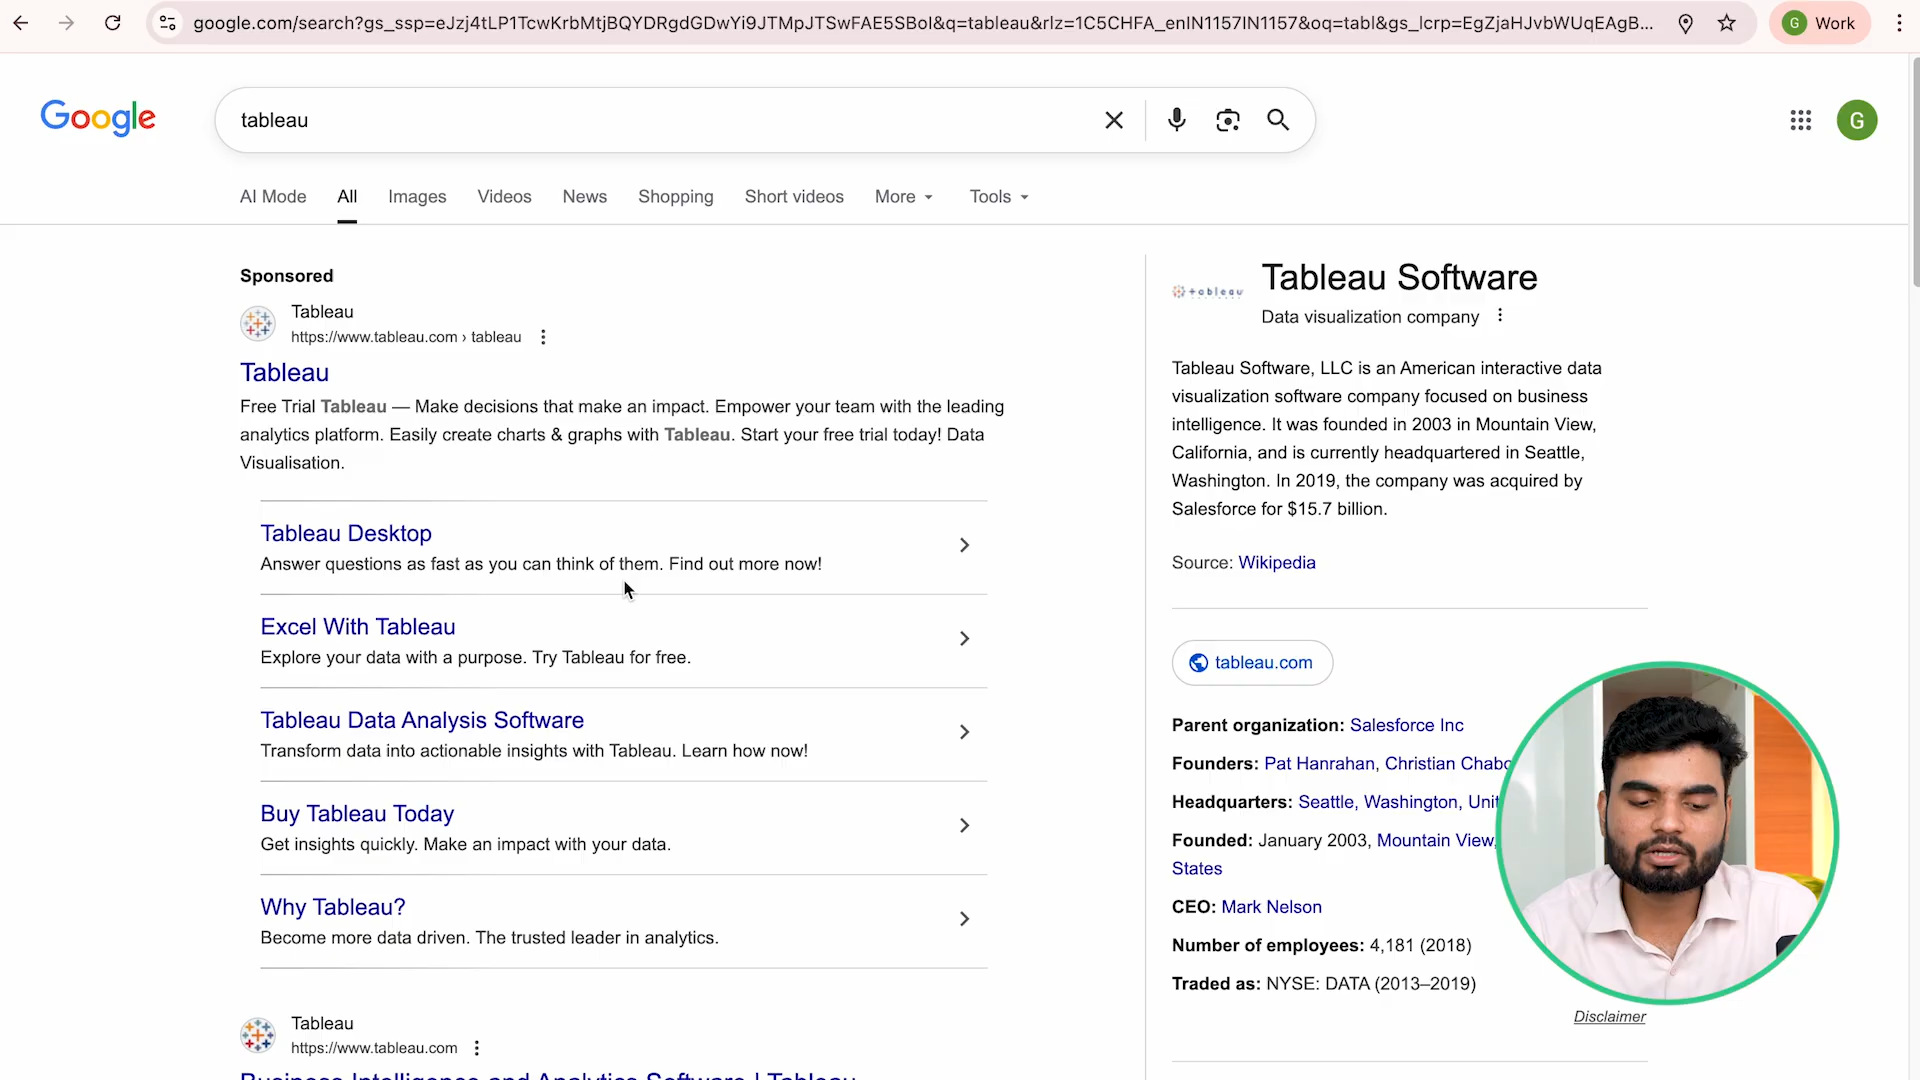 google.com/search?gs_ssp=eJzj4tLP1TcwKrbMtjBQYDRgdGDwYi9JTMpJTSwFAE5SBoI&q=tableau&rlz=1C5CHFA_enIN1157IN1157&oq=tabl&gs_lcrp=EgZjaHJvbWUqEAgB...
G Work
Google
tableau
G
AI Mode
All
Images
Videos
News
Shopping
Short videos
More
Tools
Sponsored
Tableau
https://www.tableau.com › tableau
Tableau
Free Trial Tableau — Make decisions that make an impact. Empower your team with the leading
analytics platform. Easily create charts & graphs with Tableau. Start your free trial today! Data
Visualisation.
Tableau Desktop
Answer questions as fast as you can think of them. Find out more now!
Excel With Tableau
Explore your data with a purpose. Try Tableau for free.
Tableau Data Analysis Software
Transform data into actionable insights with Tableau. Learn how now!
Buy Tableau Today
Get insights quickly. Make an impact with your data.
Why Tableau?
Become more data driven. The trusted leader in analytics.
Tableau
https://www.tableau.com
Business Intelligence and Analytics Software | Tableau
tableau
Tableau Software
Data visualization company
Tableau Software, LLC is an American interactive data
visualization software company focused on business
intelligence. It was founded in 2003 in Mountain View,
California, and is currently headquartered in Seattle,
Washington. In 2019, the company was acquired by
Salesforce for $15.7 billion.
Source: Wikipedia
tableau.com
Parent organization: Salesforce Inc
Founders: Pat Hanrahan, Christian Chabo
Headquarters: Seattle, Washington, Unit
Founded: January 2003, Mountain View,
States
CEO: Mark Nelson
Number of employees: 4,181 (2018)
Traded as: NYSE: DATA (2013–2019)
Disclaimer